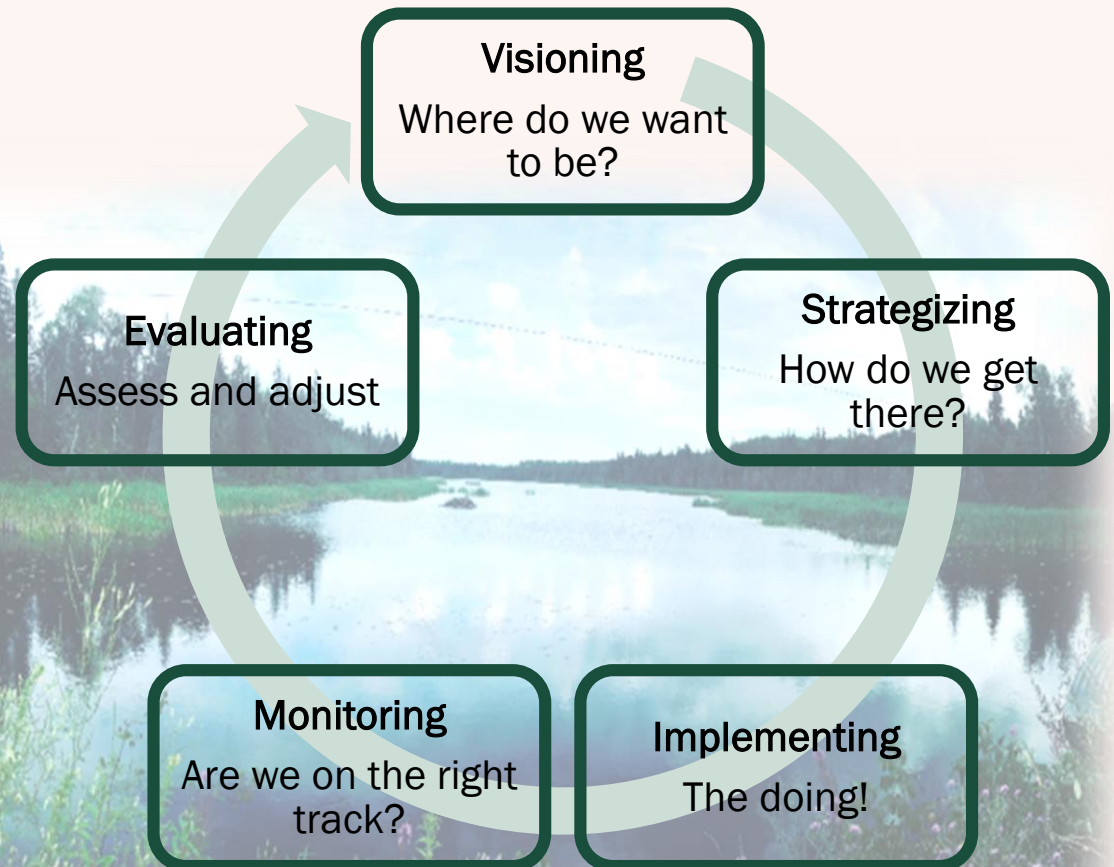 Visioning
Where do we want
to be?
Strategizing
How do we get
there?
Implementing
The doing!
Monitoring
Are we on the right
track?
Evaluating
Assess and adjust